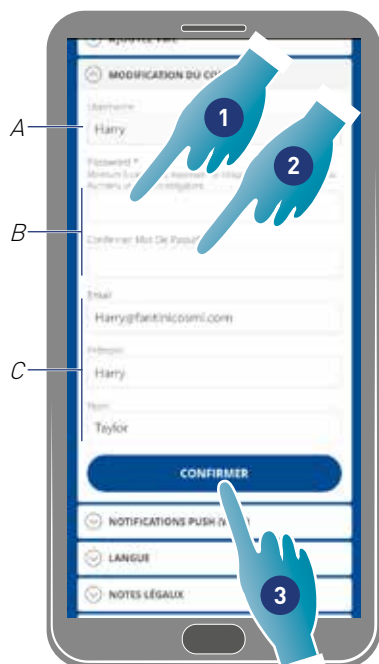 MODIFICATION DU
1
Username
A
Harry
2
Password *
B
Confirmer Mot De Passe
Email
Harry@fantinicosmi.com
C
Prénom
Harry
Nom
Taylor
CONFIRMER
NOTIFICATIONS PUSH
3
LANGUE
NOTES LÉGAUX